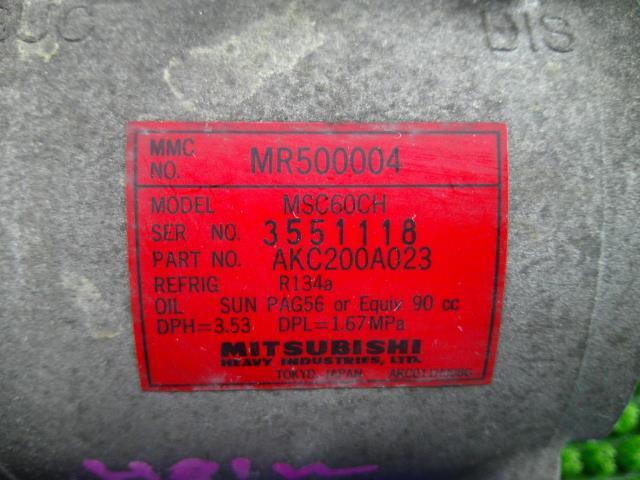 DIS
MMC NO. MR500004
MODEL MSC60CH
SER NO. 3551118
PART NO. AKC200A023
REFRIG R134a
OIL SUN PAG56 or Equiv 90 cc
DPH=3.53 DPL=1.67MPa
MITSUBISHI
HEAVY INDUSTRIES, LTD.
TOKYO JAPAN